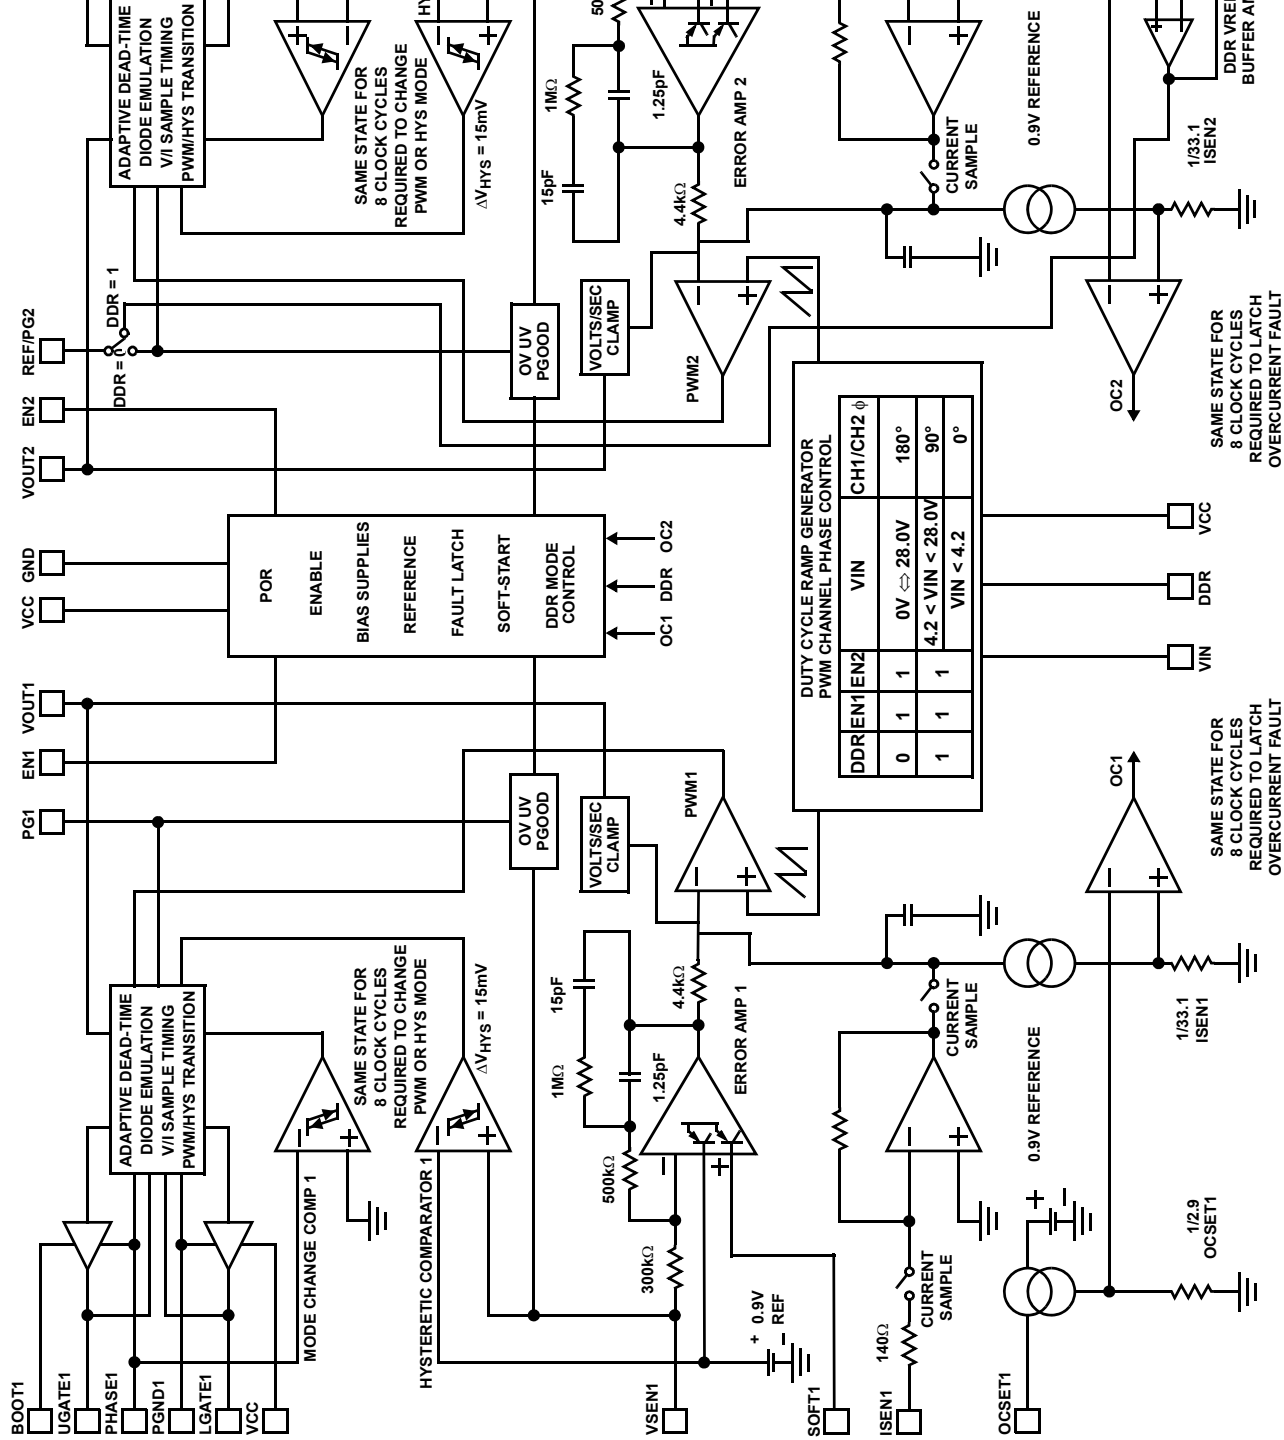 BOOT1
UGATE1
PHASE1
PGND1
LGATE1
VCC
ADAPTIVE DEAD-TIME
DIODE EMULATION
V/I SAMPLE TIMING
PWM/HYS TRANSITION
MODE CHANGE COMP 1
SAME STATE FOR
8 CLOCK CYCLES
REQUIRED TO CHANGE
PWM OR HYS MODE
HYSTERETIC COMPARATOR 1
ΔVHYS = 15mV
VSEN1
SOFT1
ISEN1
OCSET1
300kΩ
500kΩ
1MΩ
15pF
1.25pF
4.4kΩ
ERROR AMP 1
+ 0.9V
REF
−
140Ω
CURRENT
SAMPLE
CURRENT
SAMPLE
0.9V REFERENCE
1/2.9
OCSET1
1/33.1
ISEN1
OC1
SAME STATE FOR
8 CLOCK CYCLES
REQUIRED TO LATCH
OVERCURRENT FAULT
PG1
EN1
VOUT1
VCC
GND
VOUT2
EN2
REF/PG2
OV UV
PGOOD
VOLTS/SEC
CLAMP
PWM1
POR
ENABLE
BIAS SUPPLIES
REFERENCE
FAULT LATCH
SOFT-START
DDR MODE
CONTROL
OC1
DDR
OC2
DUTY CYCLE RAMP GENERATOR
PWM CHANNEL PHASE CONTROL
DDR EN1 EN2 VIN CH1/CH2 ϕ
0 1 1 0V ⇔ 28.0V 180°
1 1 1 4.2 < VIN < 28.0V 90°
VIN < 4.2 0°
VIN
DDR
VCC
DDR = 0
DDR = 1
OV UV
PGOOD
VOLTS/SEC
CLAMP
PWM2
ADAPTIVE DEAD-TIME
DIODE EMULATION
V/I SAMPLE TIMING
PWM/HYS TRANSITION
SAME STATE FOR
8 CLOCK CYCLES
REQUIRED TO CHANGE
PWM OR HYS MODE
HY
ΔVHYS = 15mV
15pF
1MΩ
50
1.25pF
4.4kΩ
ERROR AMP 2
CURRENT
SAMPLE
0.9V REFERENCE
1/33.1
ISEN2
DDR VREF
BUFFER A
OC2
SAME STATE FOR
8 CLOCK CYCLES
REQUIRED TO LATCH
OVERCURRENT FAULT